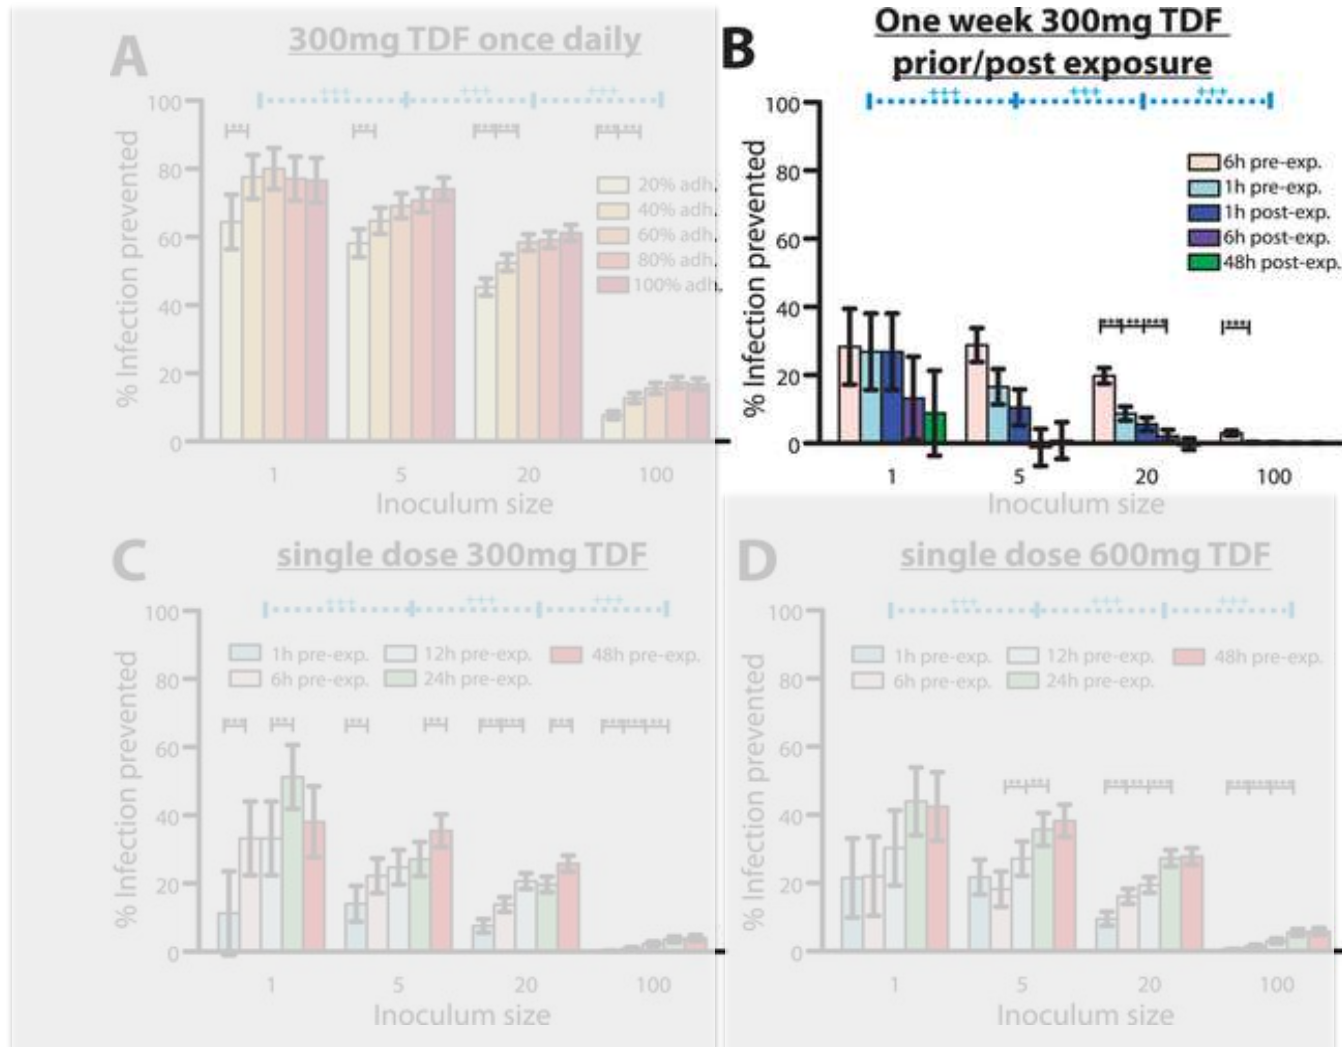 A
300mg TDF once daily
+++ +++ +++
% Infection prevented
100
80
60
40
20
0
20% adh.
40% adh.
60% adh.
80% adh.
100% adh.
1 5 20 100
Inoculum size
B
One week 300mg TDF
prior/post exposure
+++ +++ +++
% Infection prevented
100
80
60
40
20
0
6h pre-exp.
1h pre-exp.
1h post-exp.
6h post-exp.
48h post-exp.
1 5 20 100
Inoculum size
C
single dose 300mg TDF
+++ +++ +++
% Infection prevented
100
80
60
40
20
0
1h pre-exp. 12h pre-exp. 48h pre-exp.
6h pre-exp. 24h pre-exp.
1 5 20 100
Inoculum size
D
single dose 600mg TDF
+++ +++ +++
% Infection prevented
100
80
60
40
20
0
1h pre-exp. 12h pre-exp. 48h pre-exp.
6h pre-exp. 24h pre-exp.
1 5 20 100
Inoculum size